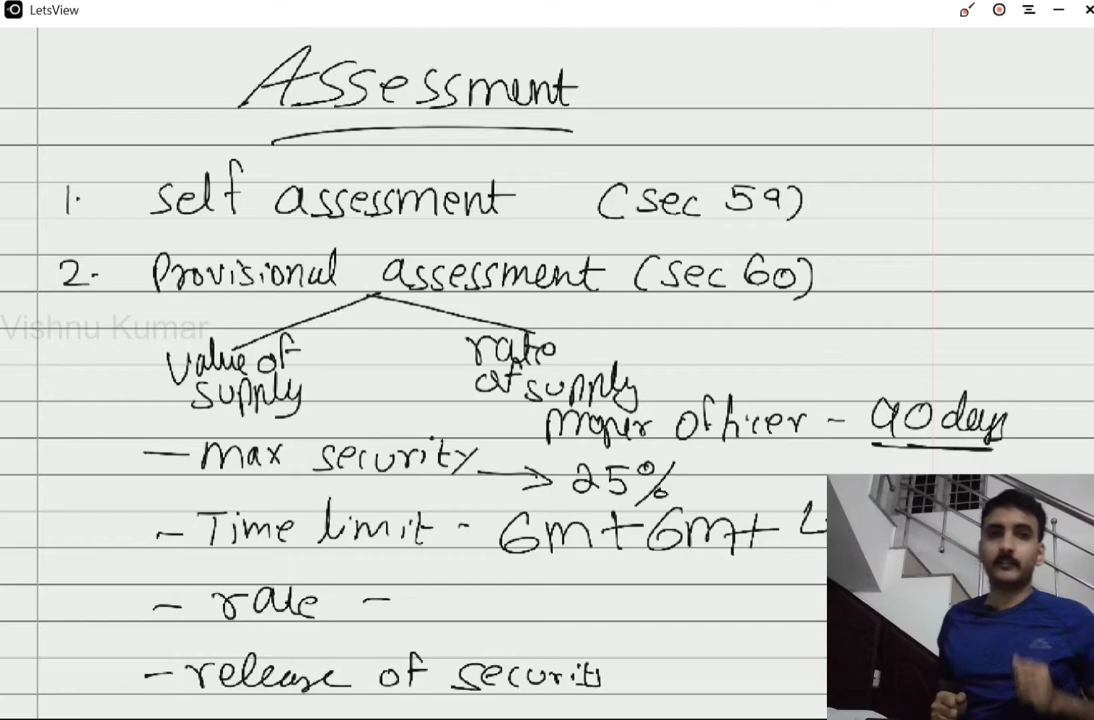 LetsView
Assessment
1. self assessment (sec 59)
2. Provisional assessment (sec 60)
Vishnu Kumar
value of supply
rate of supply
proper officer - 90 days
- max security → 25%
- Time limit - 6m + 6m +
- rate -
- release of securit